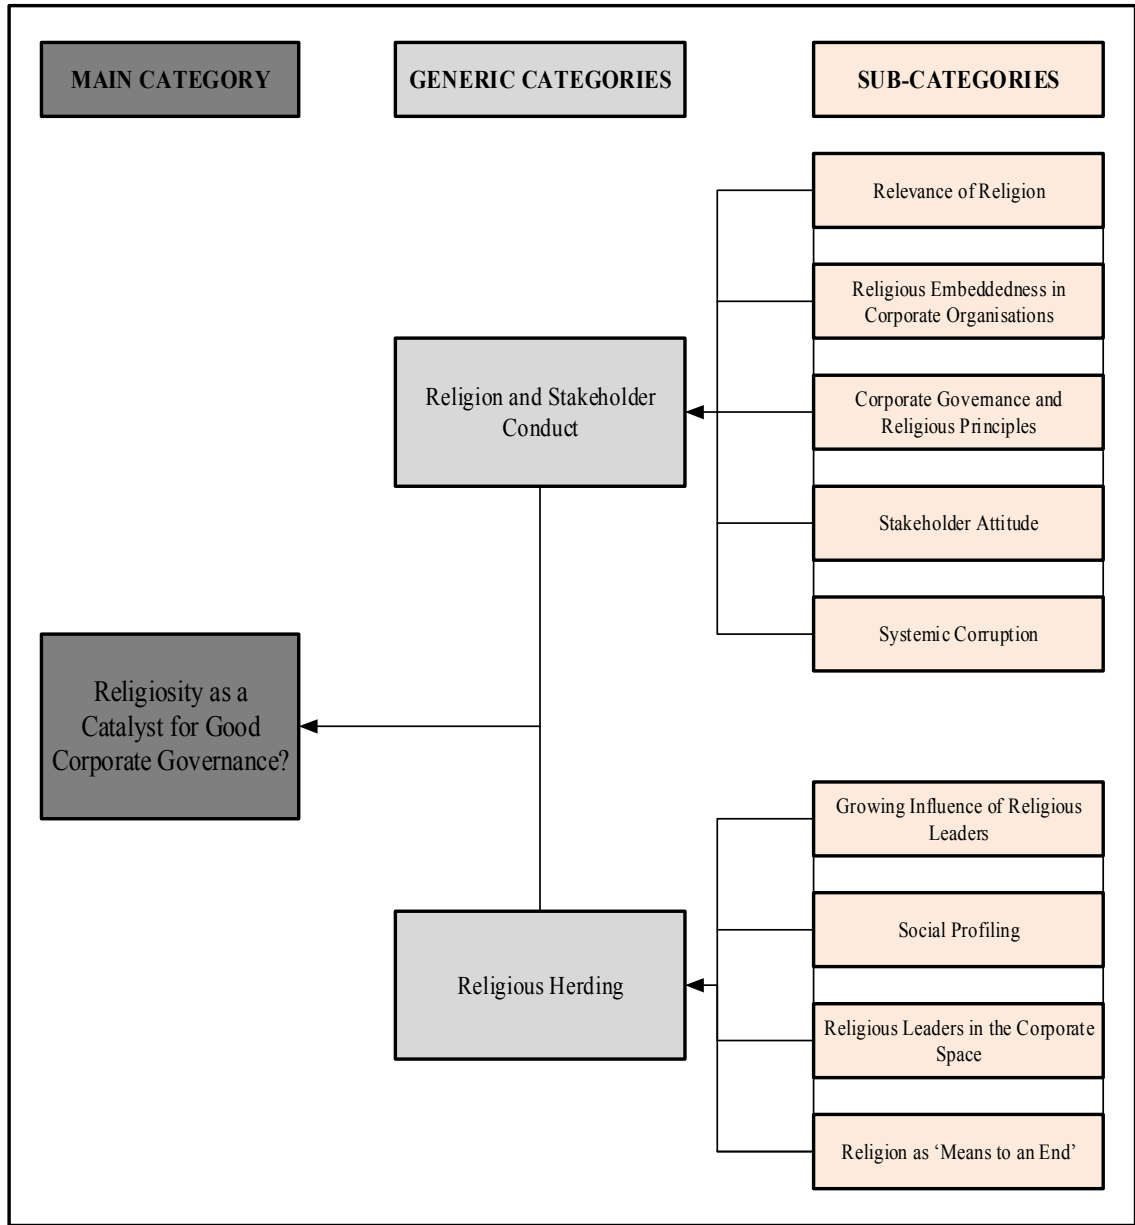 MAIN CATEGORY
GENERIC CATEGORIES
SUB-CATEGORIES
Relevance of Religion
Religious Embeddedness in
Corporate Organisations
Religion and Stakeholder
Conduct
Corporate Governance and
Religious Principles
Stakeholder Attitude
Systemic Corruption
Religiosity as a
Catalyst for Good
Corporate Governance?
Growing Influence of Religious
Leaders
Social Profiling
Religious Herding
Religious Leaders in the Corporate
Space
Religion as ‘Means to an End’